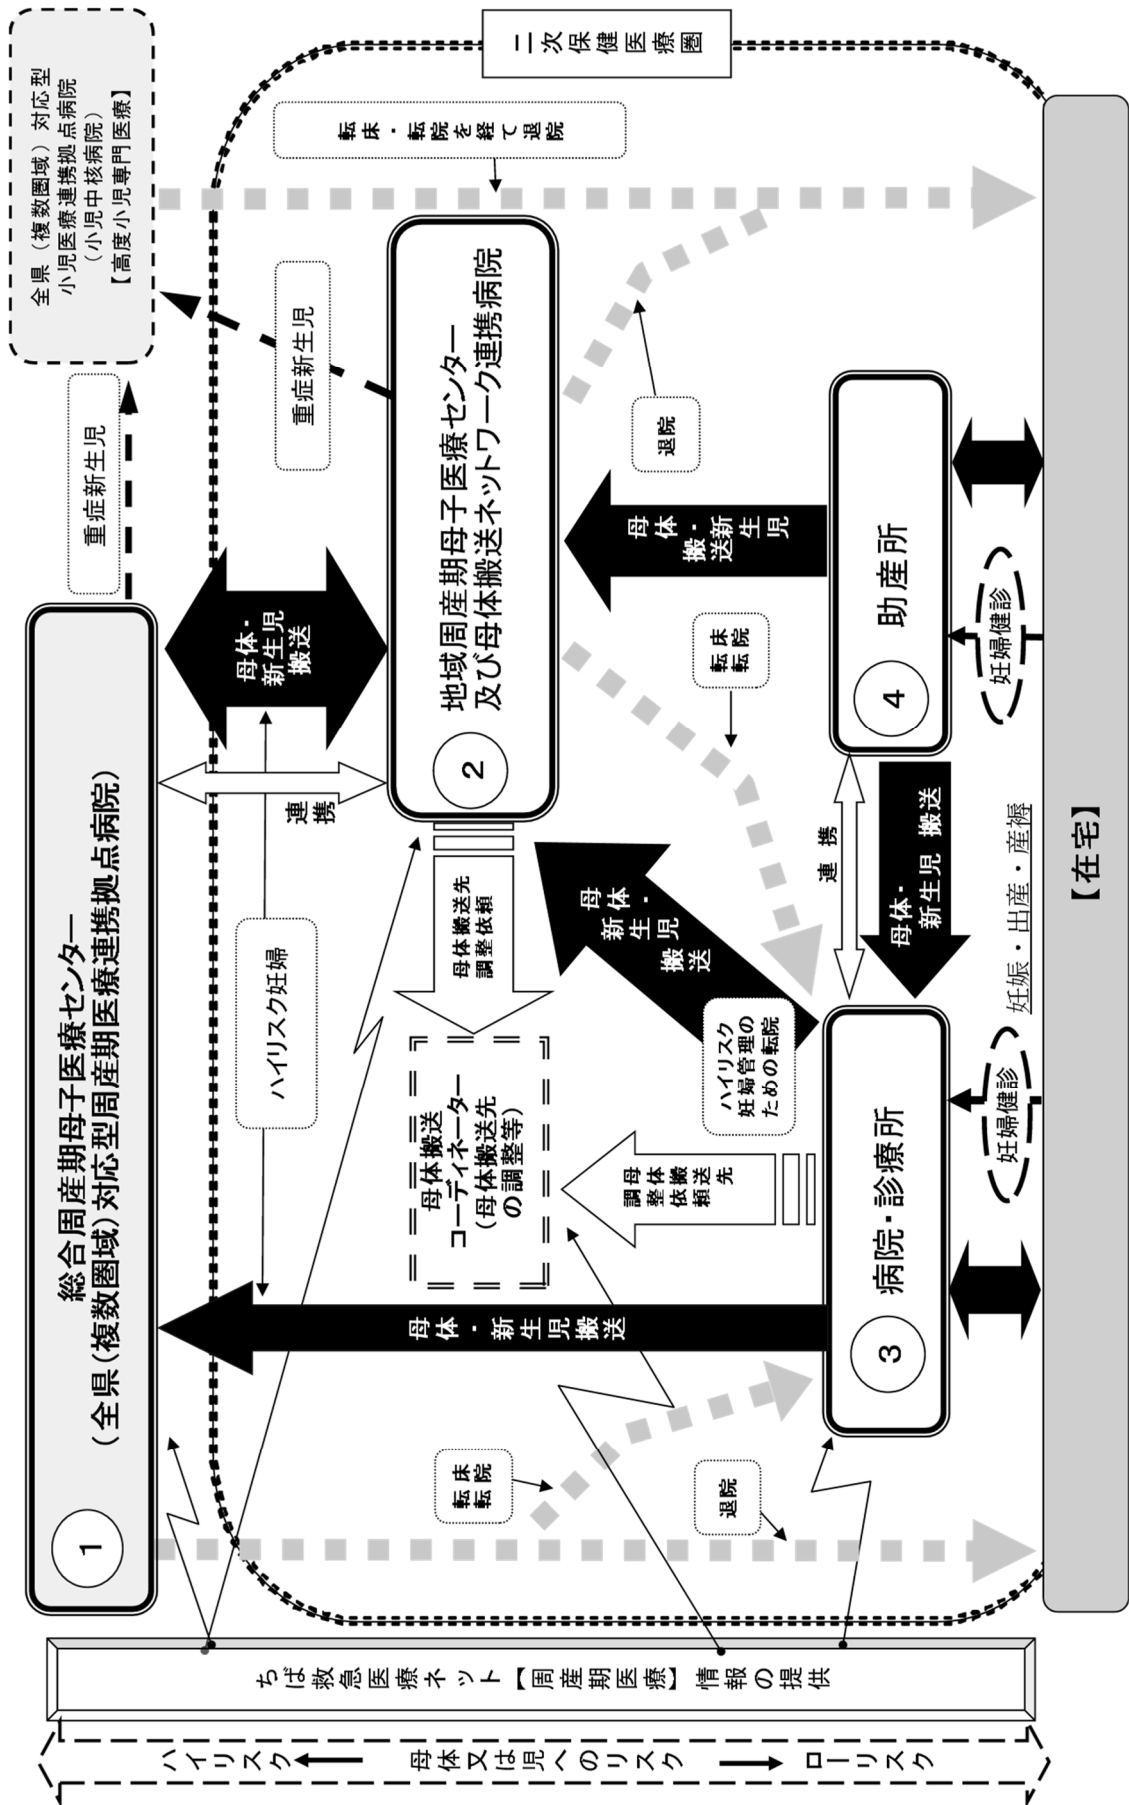 ハイリスク
母体又は児へのリスク
ローリスク
ちば救急医療ネット【周産期医療】情報の提供
1
総合周産期母子医療センター
(全県(複数圏域)対応型周産期医療連携拠点病院)
重症新生児
全県（複数圏域）対応型
小児医療連携拠点病院
（小児中核病院）
【高度小児専門医療】
二次保健医療圏
ハイリスク妊婦
連携
母体・
新生児
搬送
重症新生児
転床・転院を経て退院
2
地域周産期母子医療センター
及び母体搬送ネットワーク連携病院
母体搬送先
調整依頼
母体搬送
コーディネーター
(母体搬送先
の調整等)
母体・新生児搬送
転床
転院
退院
母体搬送先
調整依頼
母体・
新生児
搬送
ハイリスク
妊婦管理の
ための転院
転床
転院
母体・新生児
搬送
退院
3
病院・診療所
連携
母体・
新生児 搬送
4
助産所
妊婦健診
妊娠・出産・産褥
妊婦健診
【在宅】